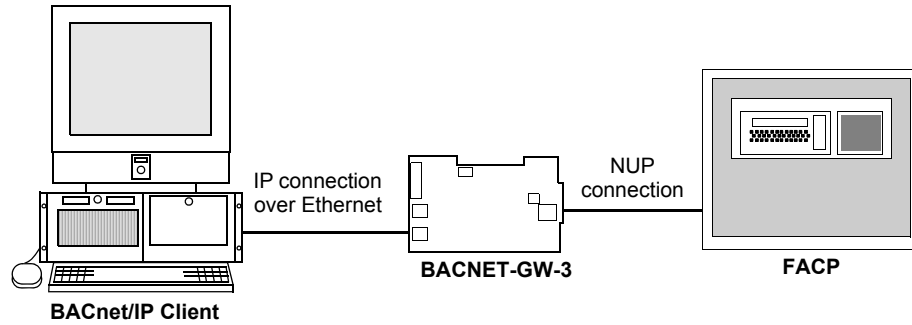 IP connection
over Ethernet
NUP
connection
BACNET-GW-3
FACP
BACnet/IP Client